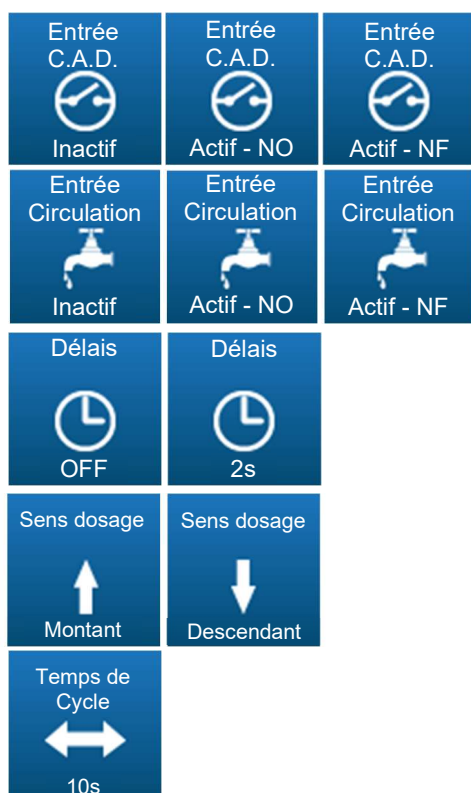 Entrée
C.A.D.
Inactif
Entrée
C.A.D.
Actif - NO
Entrée
C.A.D.
Actif - NF
Entrée
Circulation
Inactif
Entrée
Circulation
Actif - NO
Entrée
Circulation
Actif - NF
Délais
OFF
Délais
2s
Sens dosage
Montant
Sens dosage
Descendant
Temps de
Cycle
10s